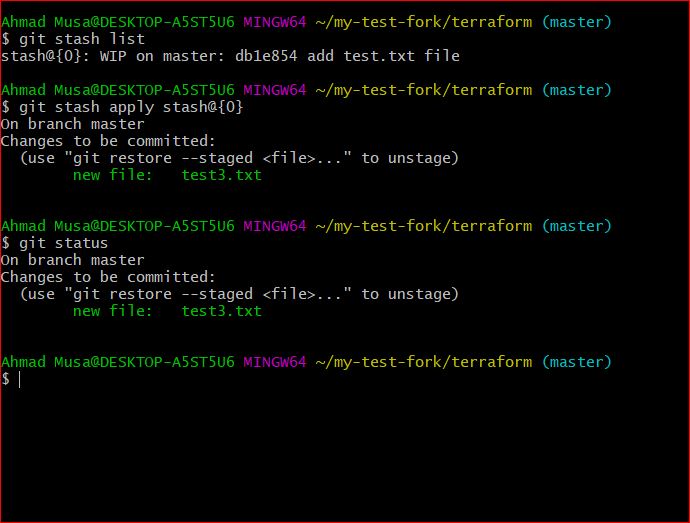 Ahmad Musa@DESKTOP-A5ST5U6 MINGW64 ~/my-test-fork/terraform (master)
$ git stash list
stash@{0}: WIP on master: db1e854 add test.txt file
Ahmad Musa@DESKTOP-A5ST5U6 MINGW64 ~/my-test-fork/terraform (master)
$ git stash apply stash@{0}
On branch master
Changes to be committed:
  (use "git restore --staged <file>..." to unstage)
        new file:   test3.txt
Ahmad Musa@DESKTOP-A5ST5U6 MINGW64 ~/my-test-fork/terraform (master)
$ git status
On branch master
Changes to be committed:
  (use "git restore --staged <file>..." to unstage)
        new file:   test3.txt
Ahmad Musa@DESKTOP-A5ST5U6 MINGW64 ~/my-test-fork/terraform (master)
$